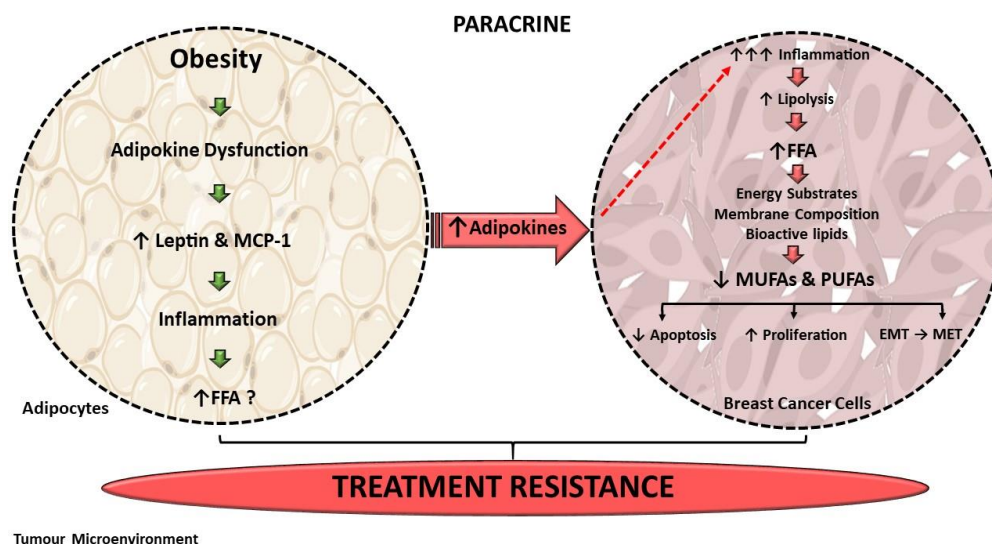 PARACRINE
Obesity
Adipokine Dysfunction
↑ Leptin & MCP-1
Inflammation
↑FFA ?
Adipocytes
↑Adipokines
↑↑↑ Inflammation
↑ Lipolysis
↑FFA
Energy Substrates
Membrane Composition
Bioactive lipids
↓ MUFAs & PUFAs
↓ Apoptosis
↑ Proliferation
EMT → MET
Breast Cancer Cells
TREATMENT RESISTANCE
Tumour Microenvironment